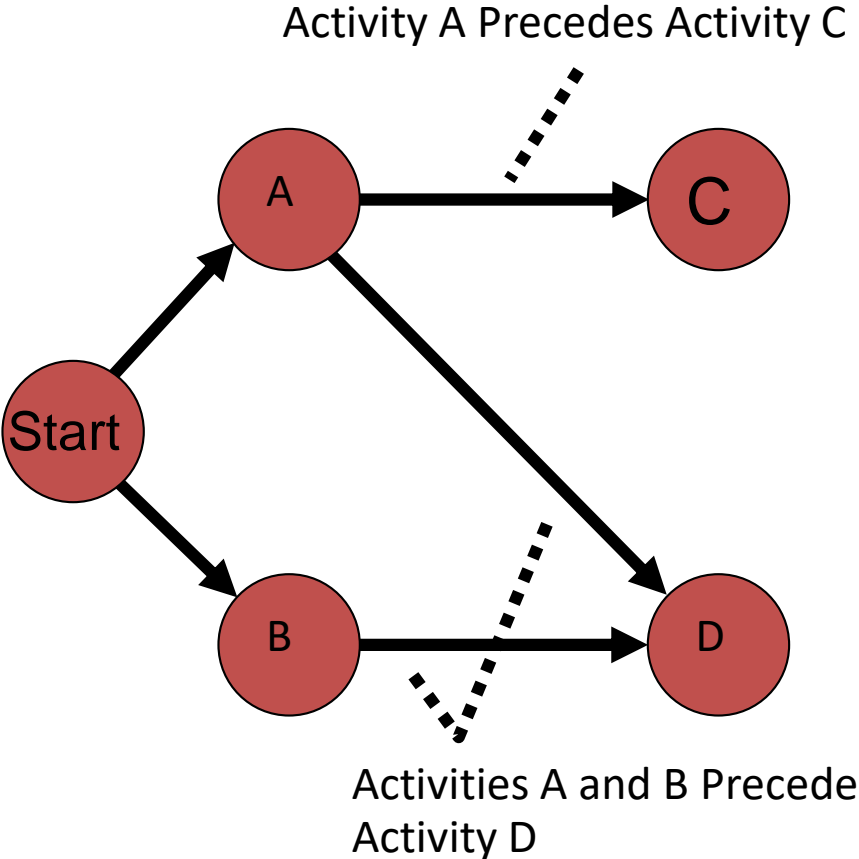 Activity A Precedes Activity C
A
C
Start
B
D
Activities A and B Precede
Activity D